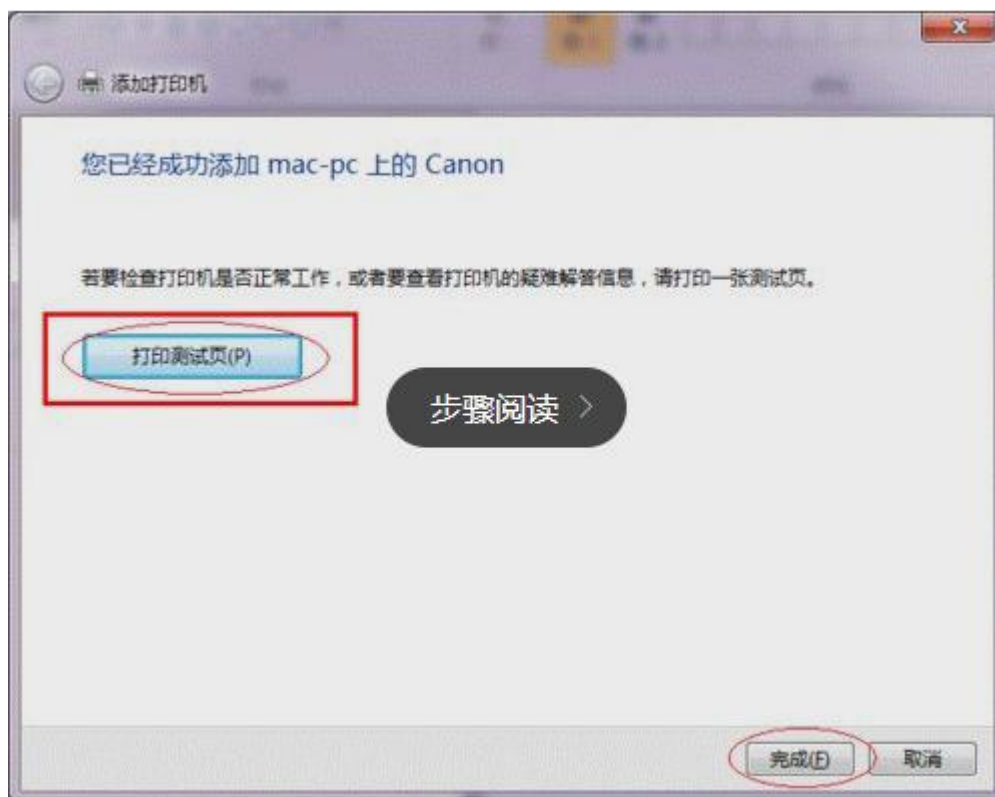 添加打印机
您已经成功添加 mac-pc 上的 Canon
若要检查打印机是否正常工作，或者要查看打印机的疑难解答信息，请打印一张测试页。
打印测试页(P)
步骤阅读
完成(F) 取消